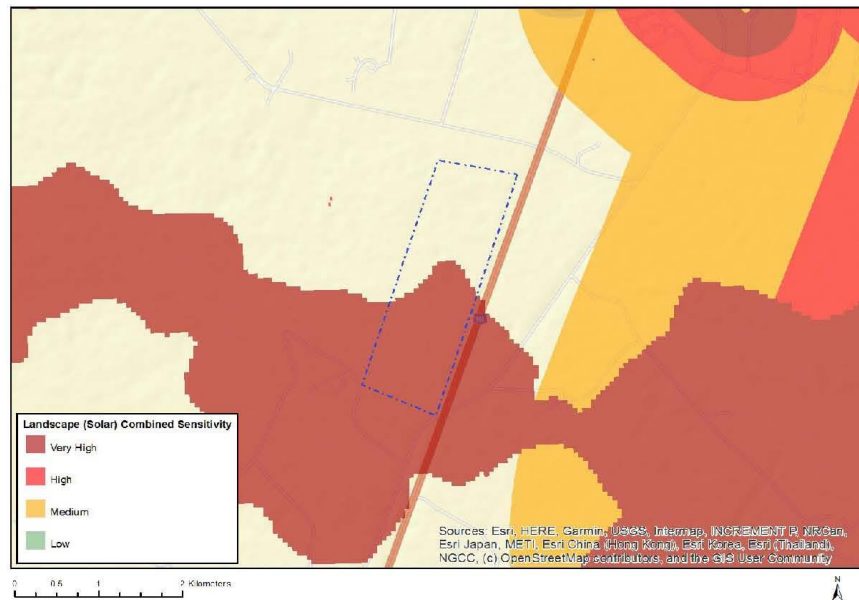 Landscape (Solar) Combined Sensitivity
Very High
High
Medium
Low
Sources: Esri, HERE, Garmin, USGS, Intermap, INCREMENT P, NRCan,
Esri Japan, METI, Esri China (Hong Kong), Esri Korea, Esri (Thailand),
NGCC, (c) OpenStreetMap contributors, and the GIS User Community
0 0.5 1 2 Kilometers
N